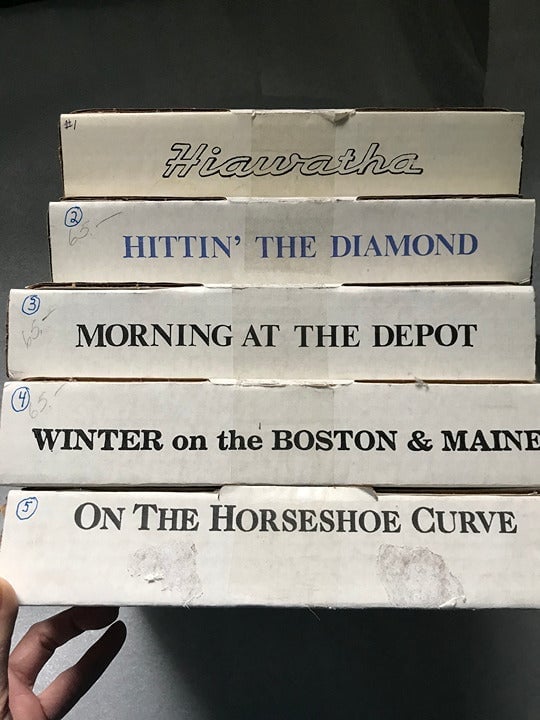 #1
Hiawatha
2
65.-
HITTIN' THE DIAMOND
3
65.-
MORNING AT THE DEPOT
4
65.-
WINTER on the BOSTON & MAINE
5
ON THE HORSESHOE CURVE